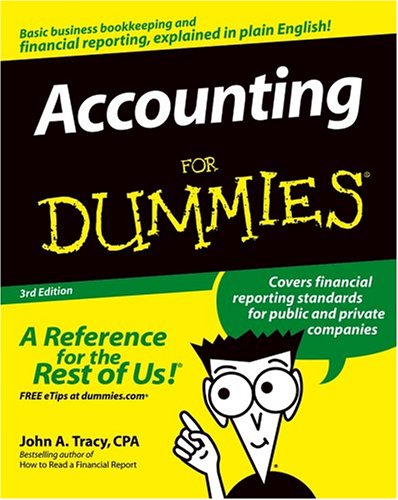 Basic business bookkeeping and
financial reporting, explained in plain English!
Accounting
FOR
DUMMIES®
3rd Edition
Covers financial
reporting standards
for public and private
companies
A Reference
for the
Rest of Us!®
FREE eTips at dummies.com®
John A. Tracy, CPA
Bestselling author of
How to Read a Financial Report